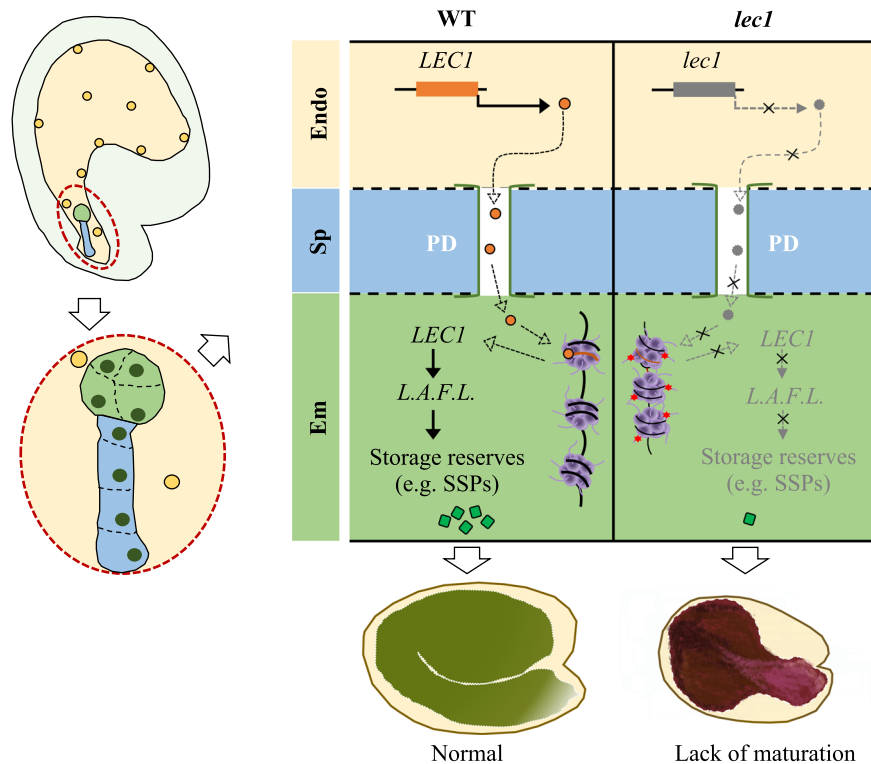 WT
lec1
Endo
LEC1
lec1
Sp
PD
PD
Em
LEC1
L.A.F.L.
Storage reserves
(e.g. SSPs)
LEC1
L.A.F.L.
Storage reserves
(e.g. SSPs)
Normal
Lack of maturation